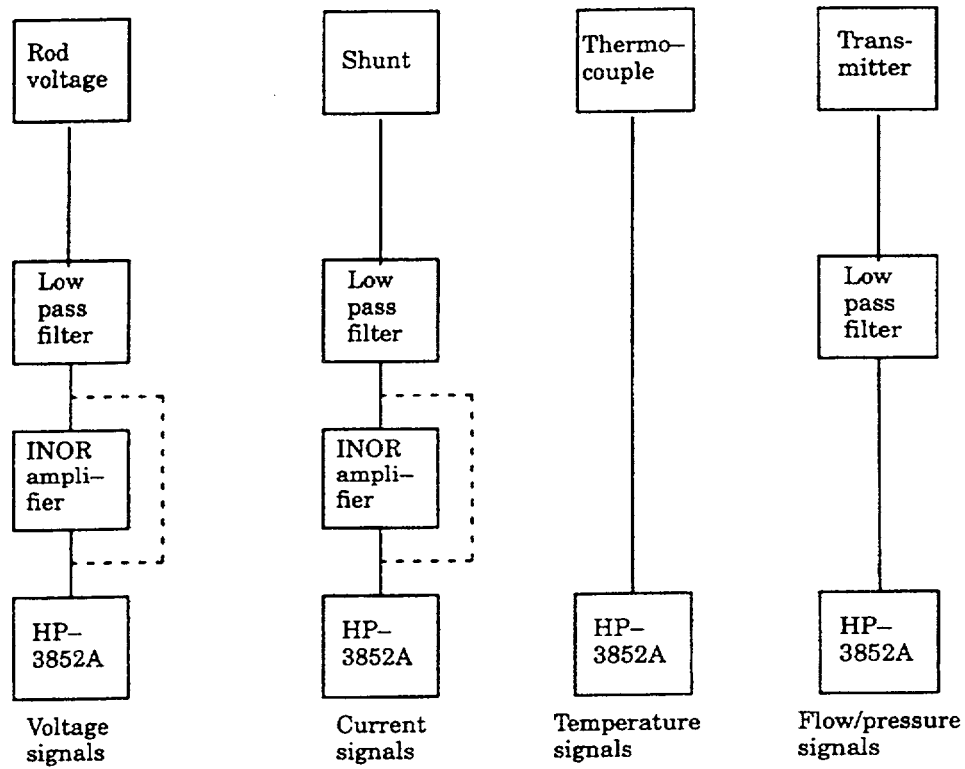 Rod
voltage
Shunt
Thermo–
couple
Trans-
mitter
Low
pass
filter
Low
pass
filter
Low
pass
filter
INOR
ampli–
fier
INOR
ampli–
fier
HP–
3852A
HP–
3852A
HP–
3852A
HP–
3852A
Voltage
signals
Current
signals
Temperature
signals
Flow/pressure
signals